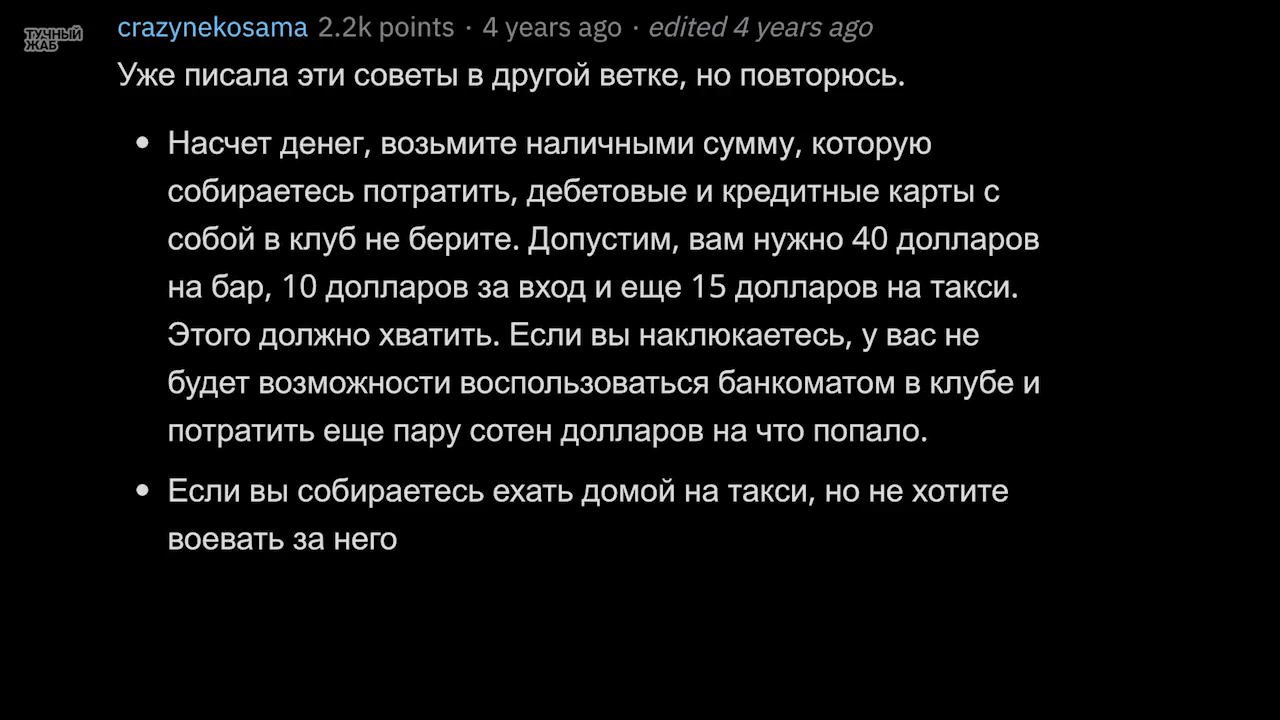 ТУЧНЫЙ
ЖАБ
crazynekosama 2.2k points · 4 years ago · edited 4 years ago
Уже писала эти советы в другой ветке, но повторюсь.
• Насчет денег, возьмите наличными сумму, которую
собираетесь потратить, дебетовые и кредитные карты с
собой в клуб не берите. Допустим, вам нужно 40 долларов
на бар, 10 долларов за вход и еще 15 долларов на такси.
Этого должно хватить. Если вы наклюкаетесь, у вас не
будет возможности воспользоваться банкоматом в клубе и
потратить еще пару сотен долларов на что попало.
• Если вы собираетесь ехать домой на такси, но не хотите
воевать за него